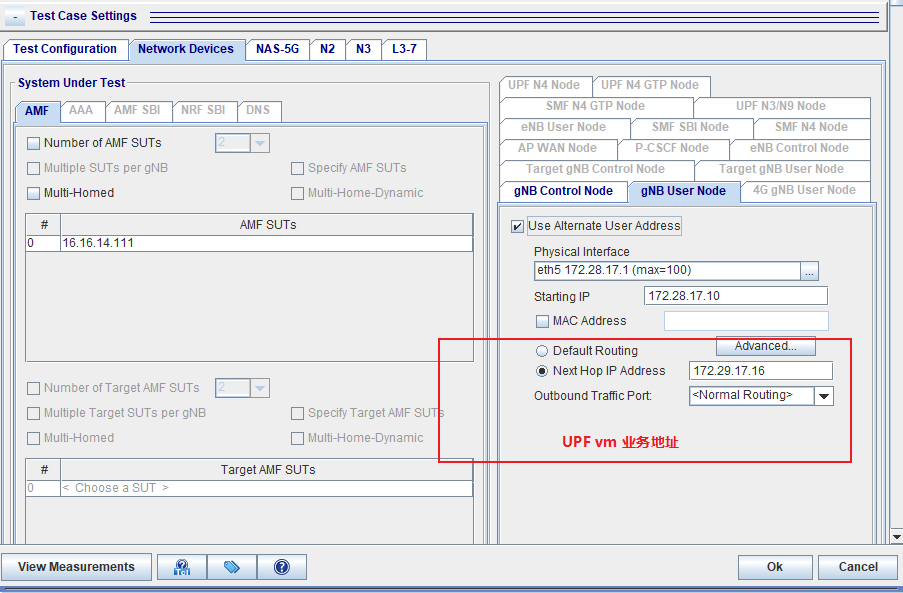 Test Case Settings
Test Configuration
Network Devices
NAS-5G
N2
N3
L3-7
System Under Test
AMF
AAA
AMF SBI
NRF SBI
DNS
Number of AMF SUTs
2
Multiple SUTs per gNB
Specify AMF SUTs
Multi-Homed
Multi-Home-Dynamic
# AMF SUTs
0 16.16.14.111
Number of Target AMF SUTs
2
Multiple Target SUTs per gNB
Specify Target AMF SUTs
Multi-Homed
Multi-Home-Dynamic
# Target AMF SUTs
0 < Choose a SUT >
UPF N4 Node
UPF N4 GTP Node
SMF N4 GTP Node
UPF N3/N9 Node
eNB User Node
SMF SBI Node
SMF N4 Node
AP WAN Node
P-CSCF Node
eNB Control Node
Target gNB Control Node
Target gNB User Node
gNB Control Node
gNB User Node
4G gNB User Node
Use Alternate User Address
Physical Interface
eth5 172.28.17.1 (max=100)
...
Starting IP
172.28.17.10
MAC Address
Default Routing
Advanced...
Next Hop IP Address
172.29.17.16
Outbound Traffic Port:
<Normal Routing>
UPF vm 业务地址
View Measurements
Ok
Cancel